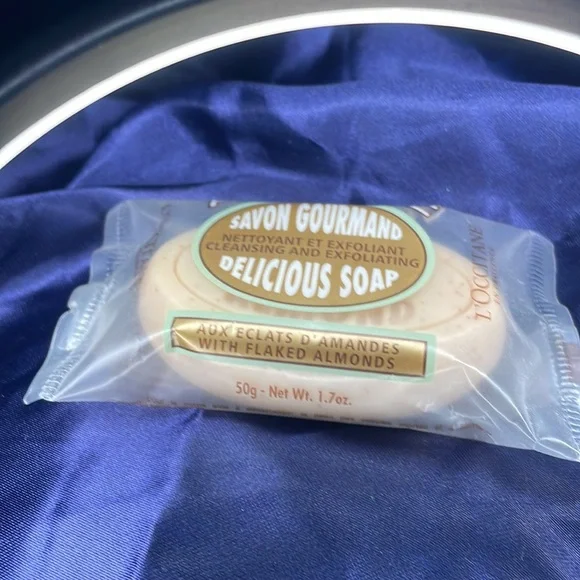 SAVON GOURMAND
NETTOYANT ET EXFOLIANT
CLEANSING AND EXFOLIATING
DELICIOUS SOAP
AUX ECLATS D'AMANDES
WITH FLAKED ALMONDS
50g - Net Wt. 1.7oz.
L'OCCITANE